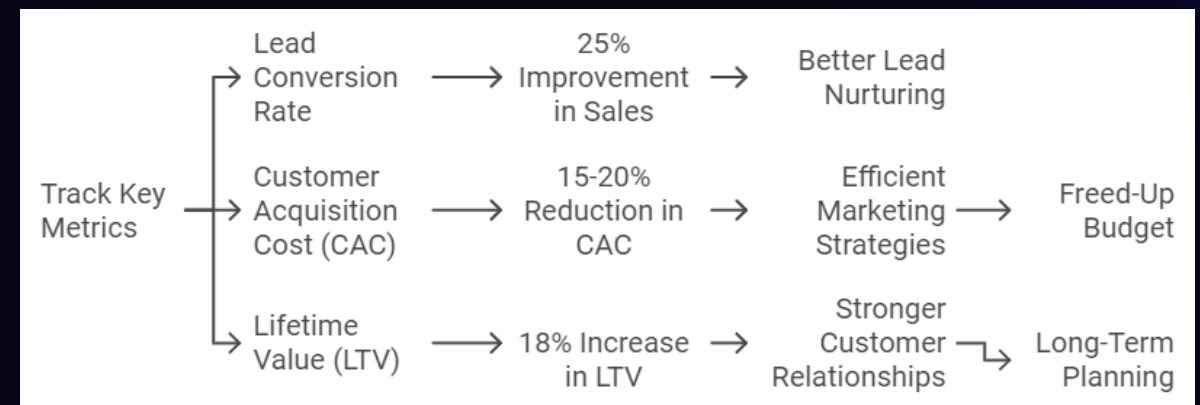 Track Key
Metrics
Lead
Conversion
Rate
25%
Improvement
in Sales
Better Lead
Nurturing
Customer
Acquisition
Cost (CAC)
15-20%
Reduction in
CAC
Efficient
Marketing
Strategies
Freed-Up
Budget
Lifetime
Value (LTV)
18% Increase
in LTV
Stronger
Customer
Relationships
Long-Term
Planning